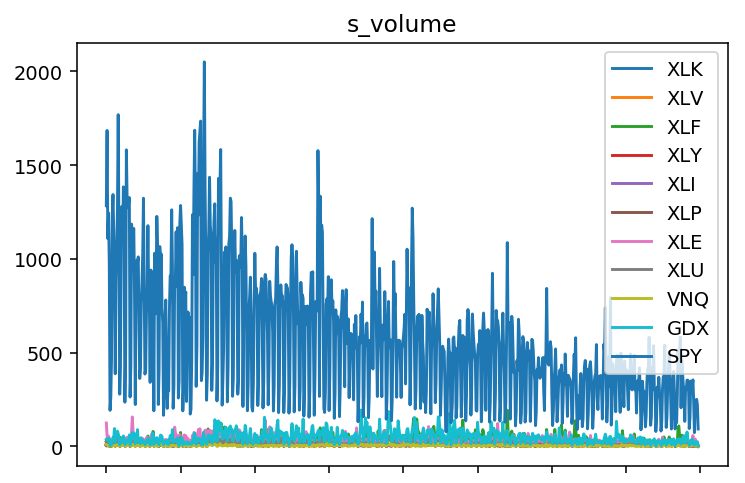 s_volume
2000
1500
1000
500
0
XLK
XLV
XLF
XLY
XLI
XLP
XLE
XLU
VNQ
GDX
SPY